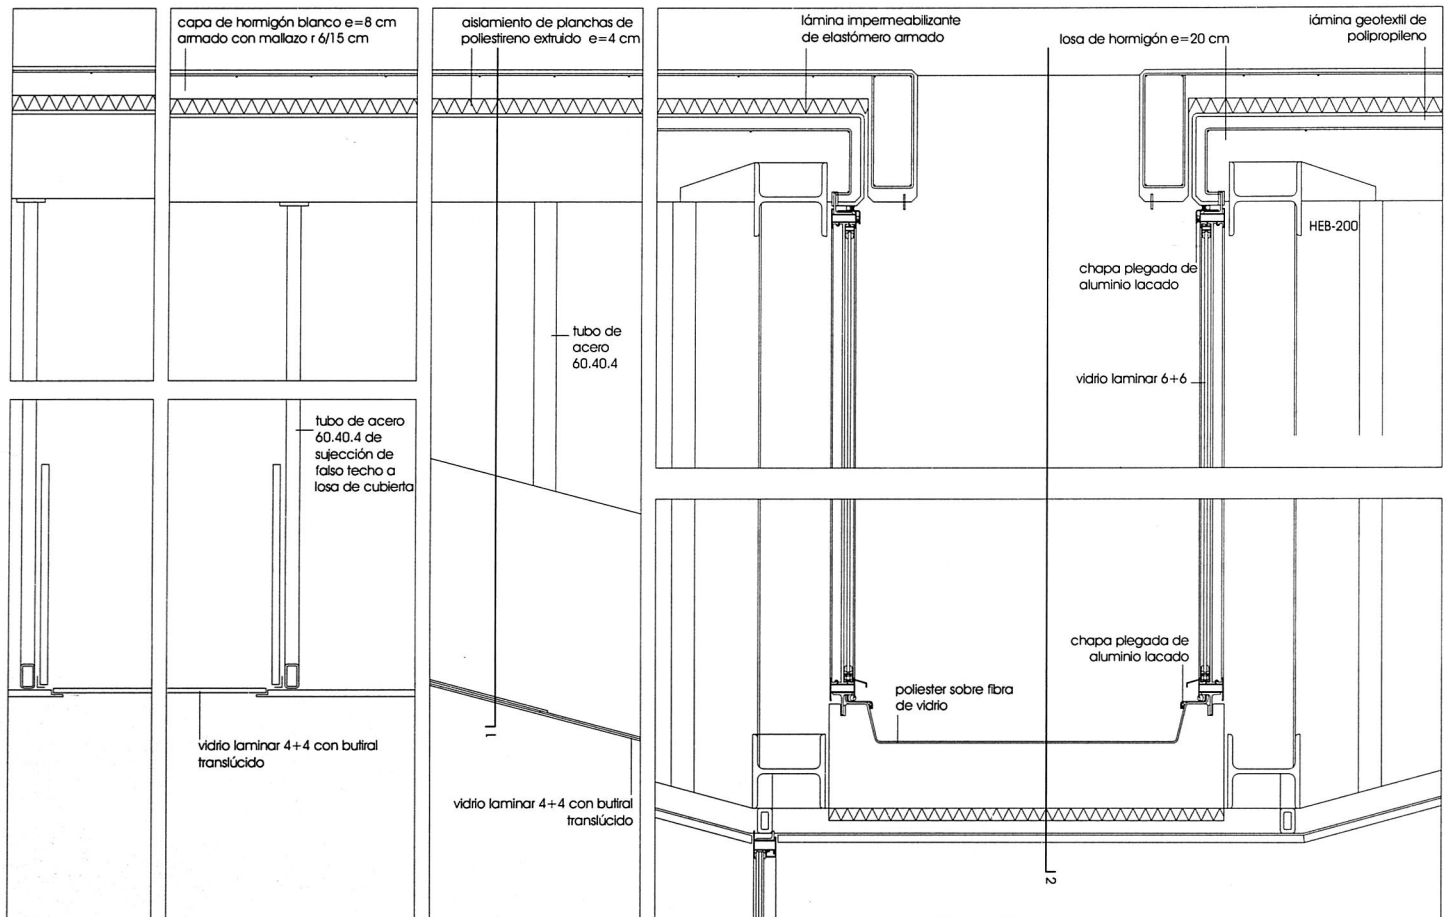 capa de hormigón blanco e=8 cm
armado con mallazo r 6/15 cm
aislamiento de planchas de
poliestireno extruido e=4 cm
lámina impermeabilizante
de elastómero armado
losa de hormigón e=20 cm
iámina geotextil de
polipropileno
HEB-200
chapa plegada de
aluminio lacado
tubo de
acero
60.40.4
vidrio laminar 6+6
tubo de acero
60.40.4 de
sujección de
falso techo a
losa de cubierta
chapa plegada de
aluminio lacado
poliester sobre fibra
de vidrio
vidrio laminar 4+4 con butiral
translúcido
1
vidrio laminar 4+4 con butiral
translúcido
2